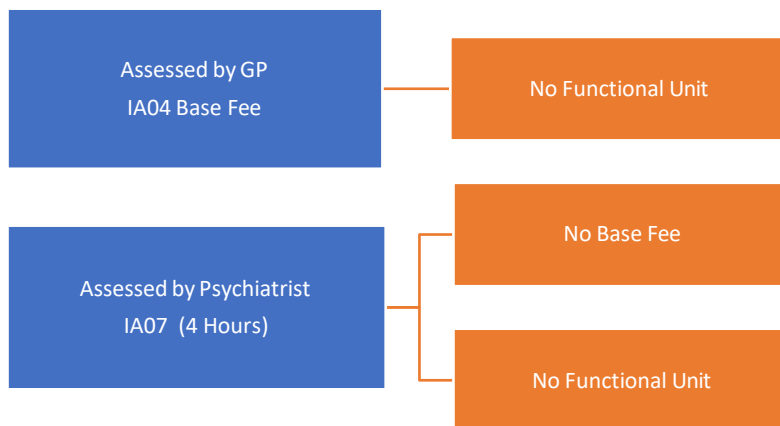 Assessed by GP
IA04 Base Fee
No Functional Unit
Assessed by Psychiatrist
IA07 (4 Hours)
No Base Fee
No Functional Unit